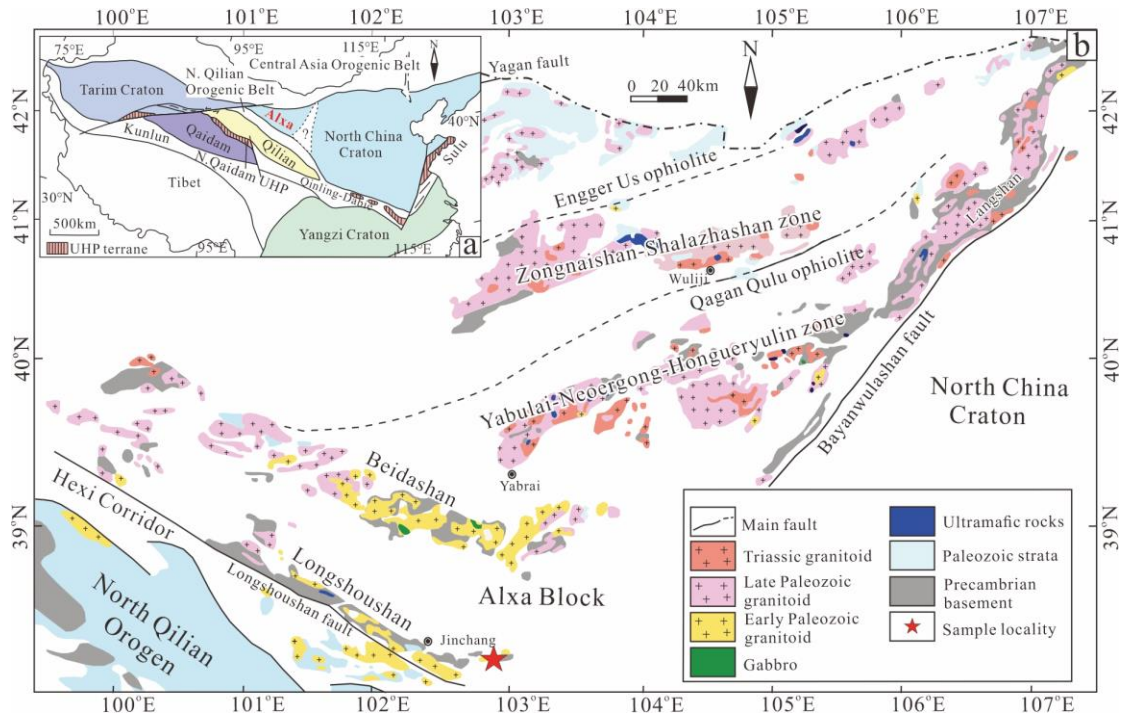 100°E 101°E 102°E 103°E 104°E 105°E 106°E 107°E
b
75°E 95°E 115°E
N
Central Asia Orogenic Belt
N. Qilian
Orogenic Belt
Tarim Craton
Alxa
?
40°N
North China
Craton
Kunlun
Qaidam
Qilian
Sulu
N.Qaidam UHP
Qinling-Dabie
Tibet
30°N
500km
Yangzi Craton
UHP terrane
95°E
115°E
a
Yagan fault
N
0 20 40km
42°N
41°N
40°N
39°N
42°N
41°N
40°N
39°N
Engger Us ophiolite
Zongnaishan-Shalazhashan zone
Wuliji
Qagan Qulu ophiolite
Langshan
Yabulai-Neoergong-Hongueryulin zone
Bayanwulashan fault
North China
Craton
Yabrai
Beidashan
Hexi Corridor
Longshoushan
Longshoushan fault
Alxa Block
Jinchang
North Qilian
Orogen
Main fault
Triassic granitoid
Late Paleozoic
granitoid
Early Paleozoic
granitoid
Gabbro
Ultramafic rocks
Paleozoic strata
Precambrian
basement
Sample locality
100°E 101°E 102°E 103°E 104°E 105°E 106°E 107°E